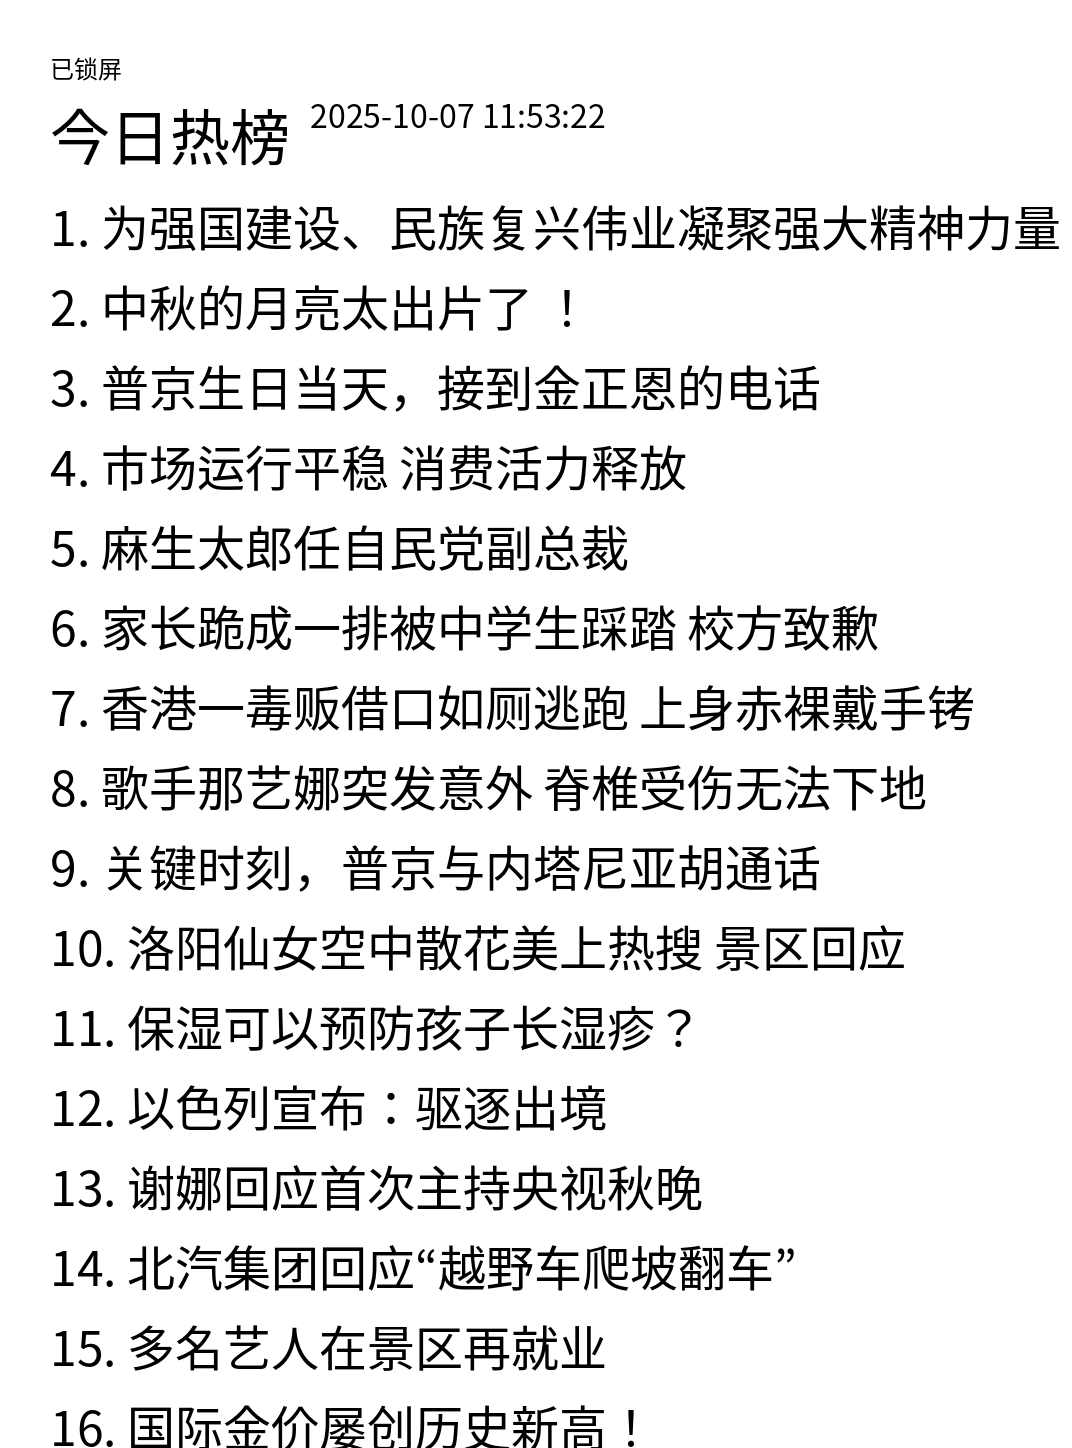 已锁屏
今日热榜 2025-10-07 11:53:22
1. 为强国建设、民族复兴伟业凝聚强大精神力量
2. 中秋的月亮太出片了 ！
3. 普京生日当天，接到金正恩的电话
4. 市场运行平稳 消费活力释放
5. 麻生太郎任自民党副总裁
6. 家长跪成一排被中学生踩踏 校方致歉
7. 香港一毒贩借口如厕逃跑 上身赤裸戴手铐
8. 歌手那艺娜突发意外 脊椎受伤无法下地
9. 关键时刻，普京与内塔尼亚胡通话
10. 洛阳仙女空中散花美上热搜 景区回应
11. 保湿可以预防孩子长湿疹？
12. 以色列宣布：驱逐出境
13. 谢娜回应首次主持央视秋晚
14. 北汽集团回应“越野车爬坡翻车”
15. 多名艺人在景区再就业
16. 国际金价屡创历史新高！